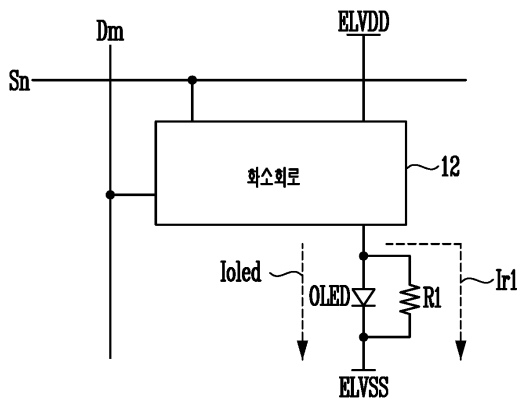 Dm
ELVDD
Sn
화소회로
12
Ioled
OLED
R1
Ir1
ELVSS